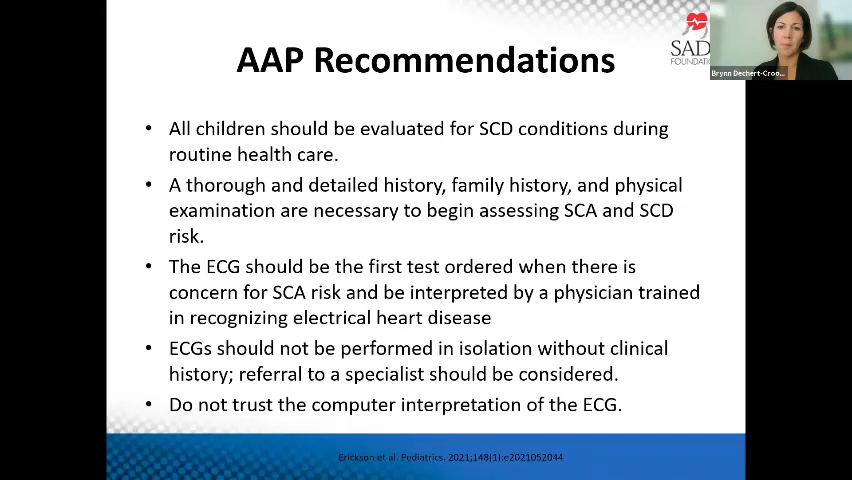 AAP Recommendations
SAD
FOUNDATIO
Brynn Dechert-Croo...
• All children should be evaluated for SCD conditions during
routine health care.
• A thorough and detailed history, family history, and physical
examination are necessary to begin assessing SCA and SCD
risk.
• The ECG should be the first test ordered when there is
concern for SCA risk and be interpreted by a physician trained
in recognizing electrical heart disease
• ECGs should not be performed in isolation without clinical
history; referral to a specialist should be considered.
• Do not trust the computer interpretation of the ECG.
Erickson et al. Pediatrics. 2021;148(1):e2021052044